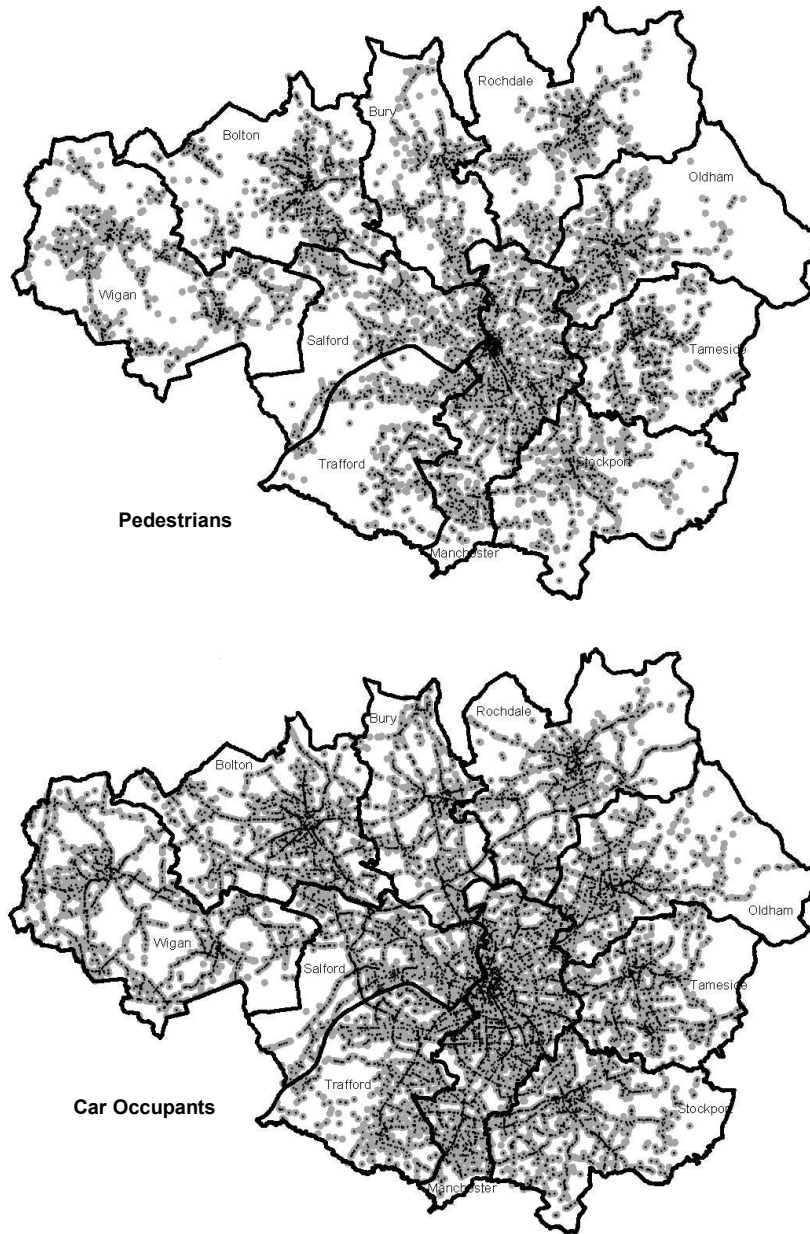 Rochdale
Bury
Bolton
Oldham
Wigan
Salford
Tameside
Trafford
Stockport
Pedestrians
Manchester
Rochdale
Bury
Bolton
Oldham
Wigan
Salford
Tameside
Trafford
Car Occupants
Stockport
Manchester